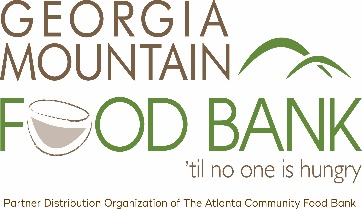 GEORGIA
MOUNTAIN
FOOD BANK
'til no one is hungry
Partner Distribution Organization of The Atlanta Community Food Bank